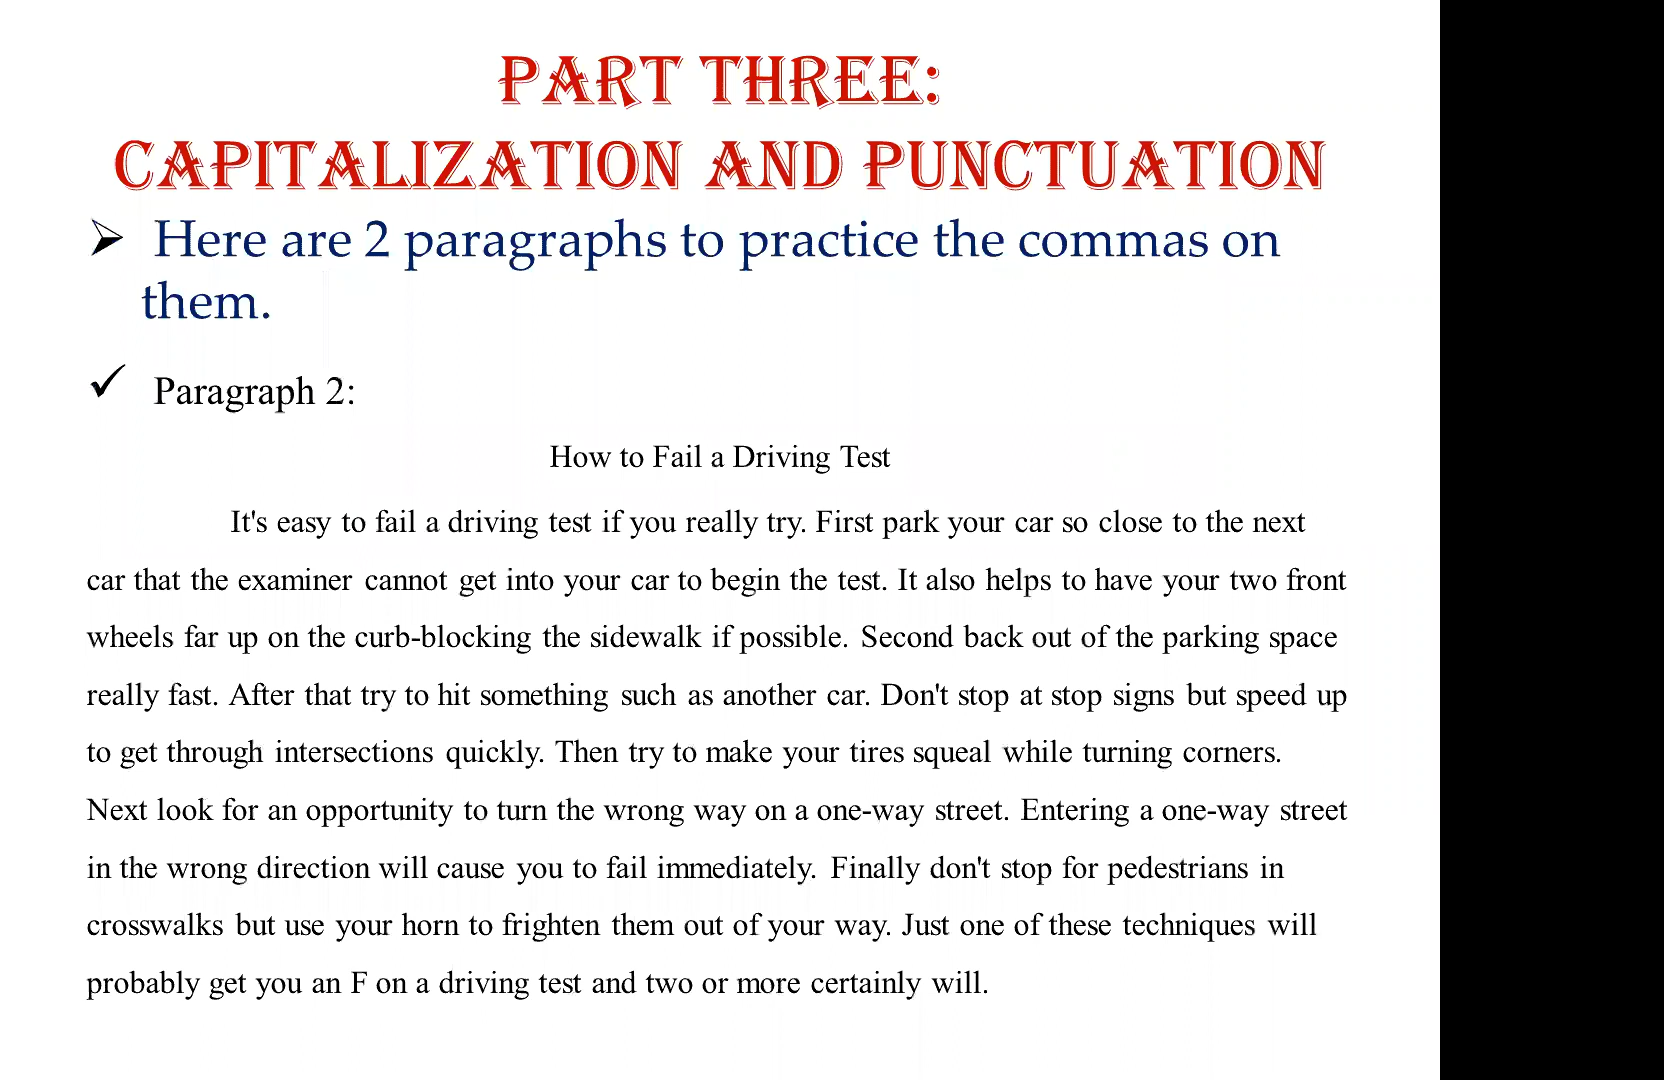 PART THREE:
CAPITALIZATION AND PUNCTUATION
➢ Here are 2 paragraphs to practice the commas on
them.
✓ Paragraph 2:
How to Fail a Driving Test
It's easy to fail a driving test if you really try. First park your car so close to the next
car that the examiner cannot get into your car to begin the test. It also helps to have your two front
wheels far up on the curb-blocking the sidewalk if possible. Second back out of the parking space
really fast. After that try to hit something such as another car. Don't stop at stop signs but speed up
to get through intersections quickly. Then try to make your tires squeal while turning corners.
Next look for an opportunity to turn the wrong way on a one-way street. Entering a one-way street
in the wrong direction will cause you to fail immediately. Finally don't stop for pedestrians in
crosswalks but use your horn to frighten them out of your way. Just one of these techniques will
probably get you an F on a driving test and two or more certainly will.